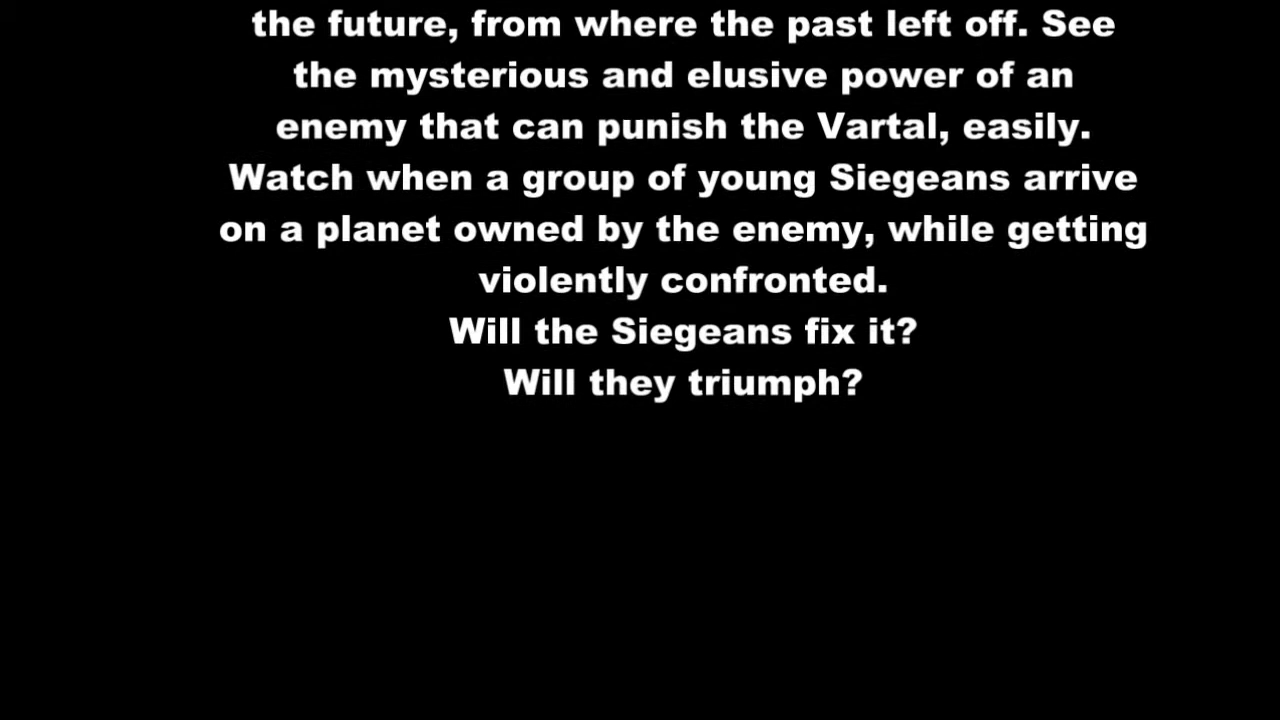 the future, from where the past left off. See
the mysterious and elusive power of an
enemy that can punish the Vartal, easily.
Watch when a group of young Siegeans arrive
on a planet owned by the enemy, while getting
violently confronted.
Will the Siegeans fix it?
Will they triumph?